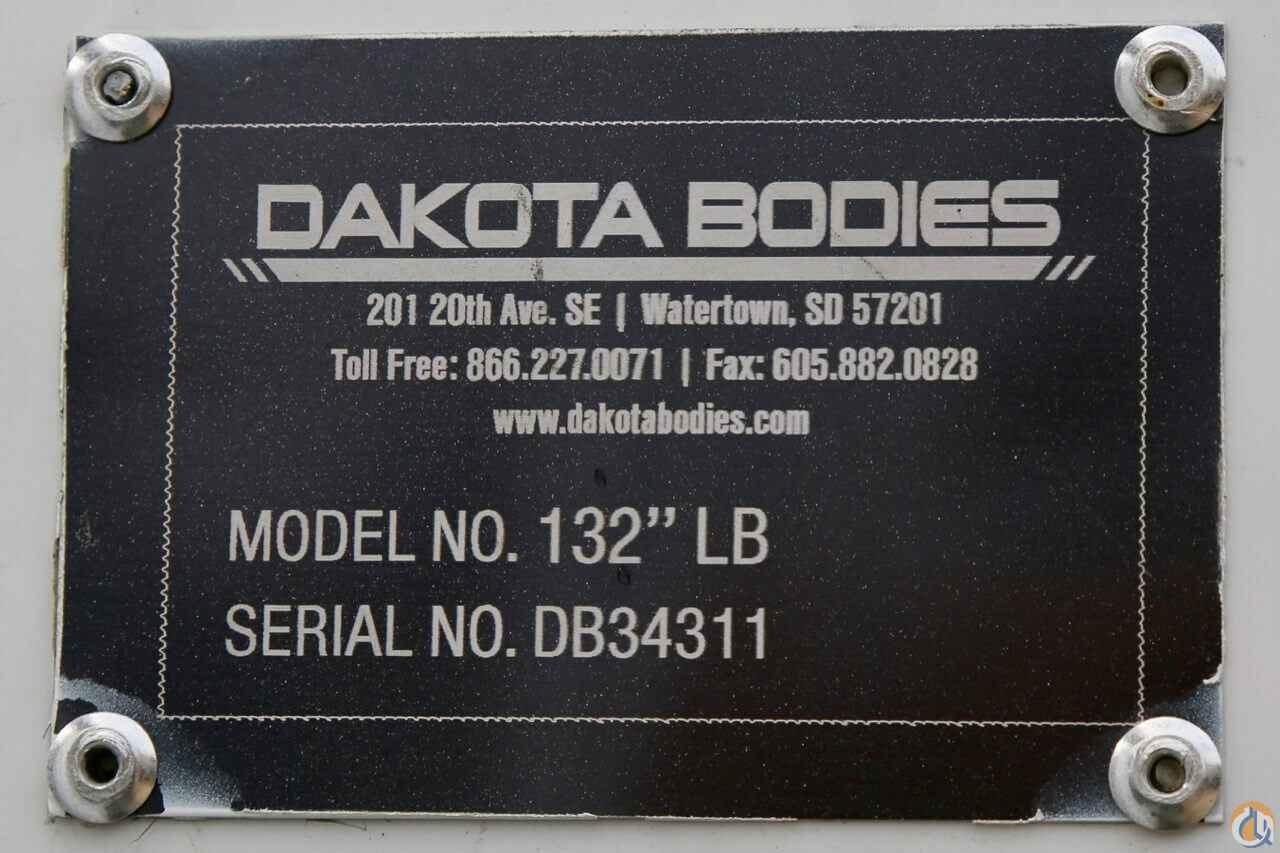 DAKOTA BODIES
201 20th Ave. SE | Watertown, SD 57201
Toll Free: 866.227.0071 | Fax: 605.882.0828
www.dakotabodies.com
MODEL NO. 132” LB
SERIAL NO. DB34311